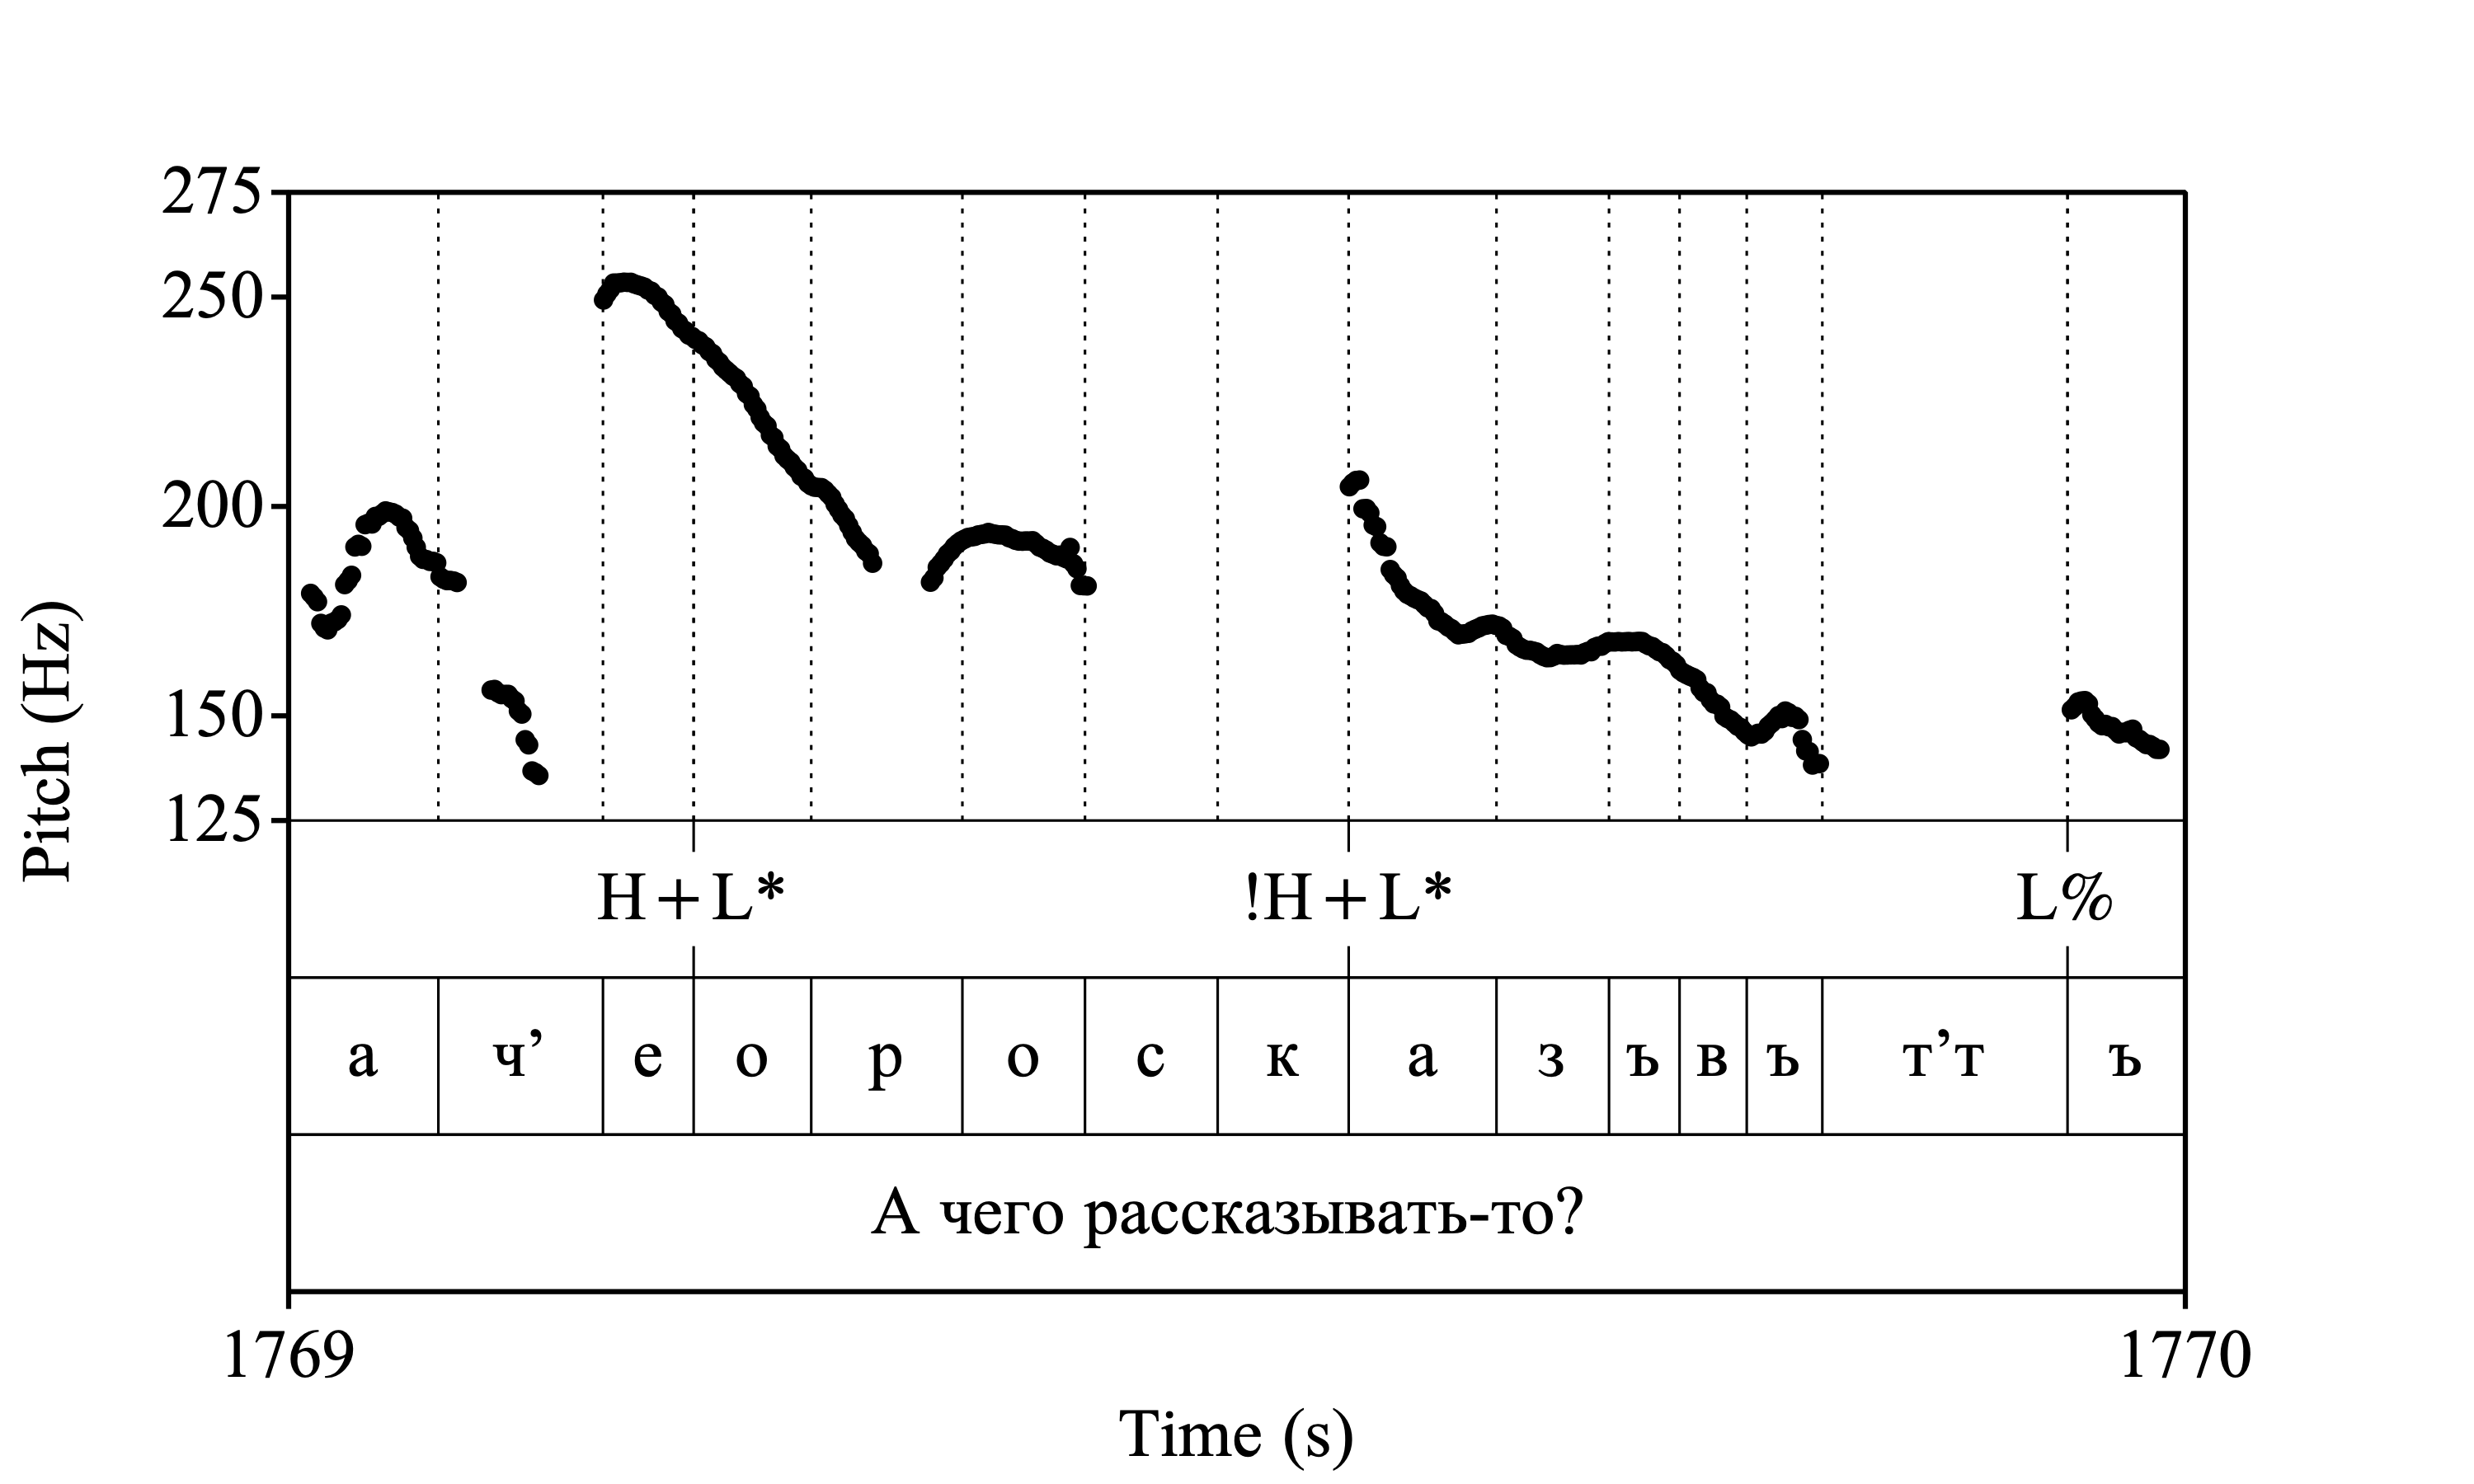 275
250
200
150
125
Pitch (Hz)
H+L* !H+L* L%
а ч’ е о р о с к а з ъ в ъ т’т ъ
А чего рассказывать-то?
1769 1770
Time (s)